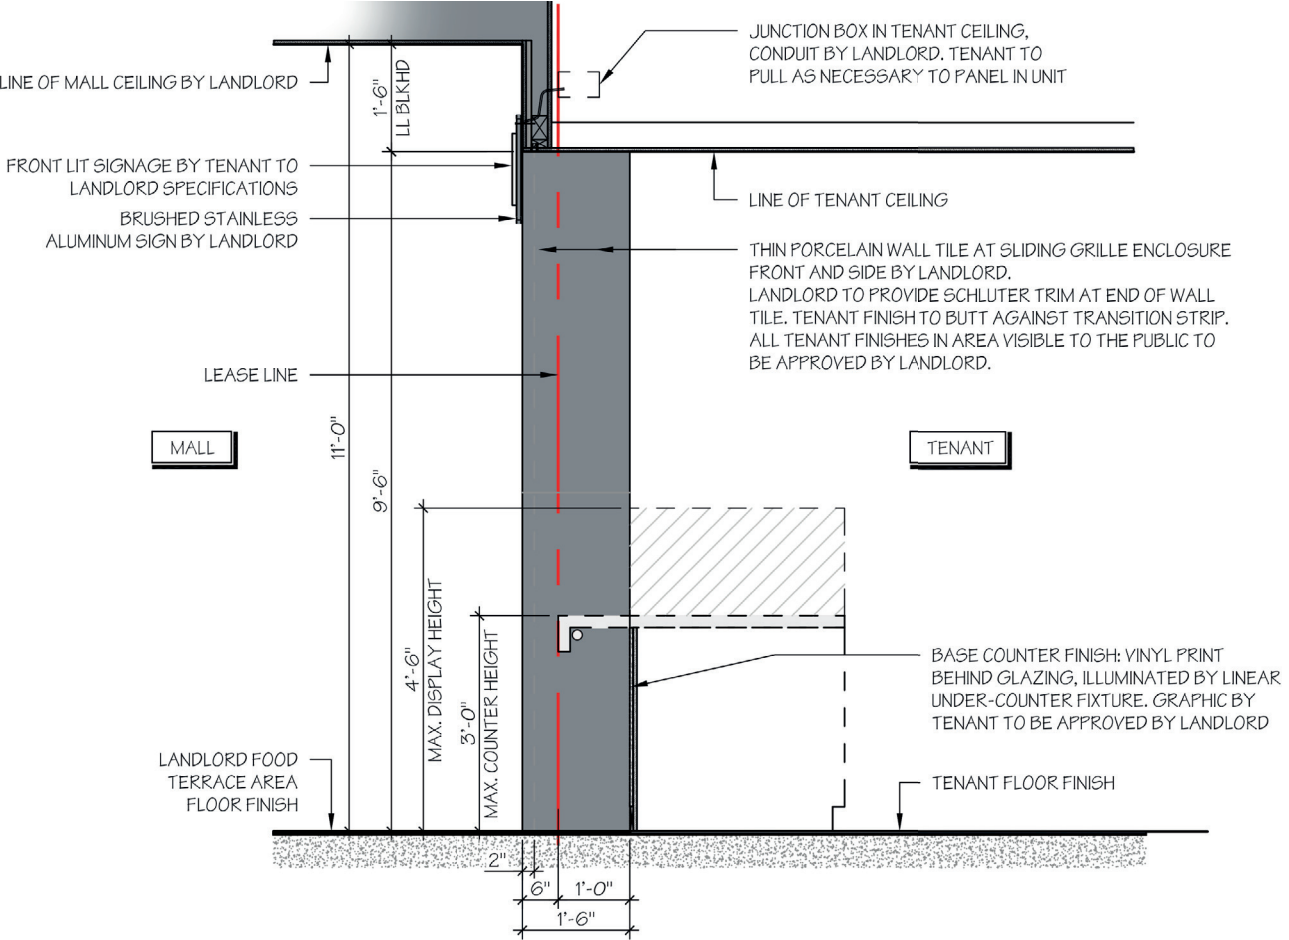 JUNCTION BOX IN TENANT CEILING,
CONDUIT BY LANDLORD. TENANT TO
PULL AS NECESSARY TO PANEL IN UNIT
LINE OF MALL CEILING BY LANDLORD
1'-6"
LL BLKHD
FRONT LIT SIGNAGE BY TENANT TO
LANDLORD SPECIFICATIONS
BRUSHED STAINLESS
ALUMINUM SIGN BY LANDLORD
LINE OF TENANT CEILING
THIN PORCELAIN WALL TILE AT SLIDING GRILLE ENCLOSURE
FRONT AND SIDE BY LANDLORD.
LANDLORD TO PROVIDE SCHLUTER TRIM AT END OF WALL
TILE. TENANT FINISH TO BUTT AGAINST TRANSITION STRIP.
ALL TENANT FINISHES IN AREA VISIBLE TO THE PUBLIC TO
BE APPROVED BY LANDLORD.
LEASE LINE
MALL
TENANT
11'-0"
9'-6"
4'-6"
MAX. DISPLAY HEIGHT
3'-0"
MAX. COUNTER HEIGHT
BASE COUNTER FINISH: VINYL PRINT
BEHIND GLAZING, ILLUMINATED BY LINEAR
UNDER-COUNTER FIXTURE. GRAPHIC BY
TENANT TO BE APPROVED BY LANDLORD
LANDLORD FOOD
TERRACE AREA
FLOOR FINISH
TENANT FLOOR FINISH
2"
6"
1'-0"
1'-6"